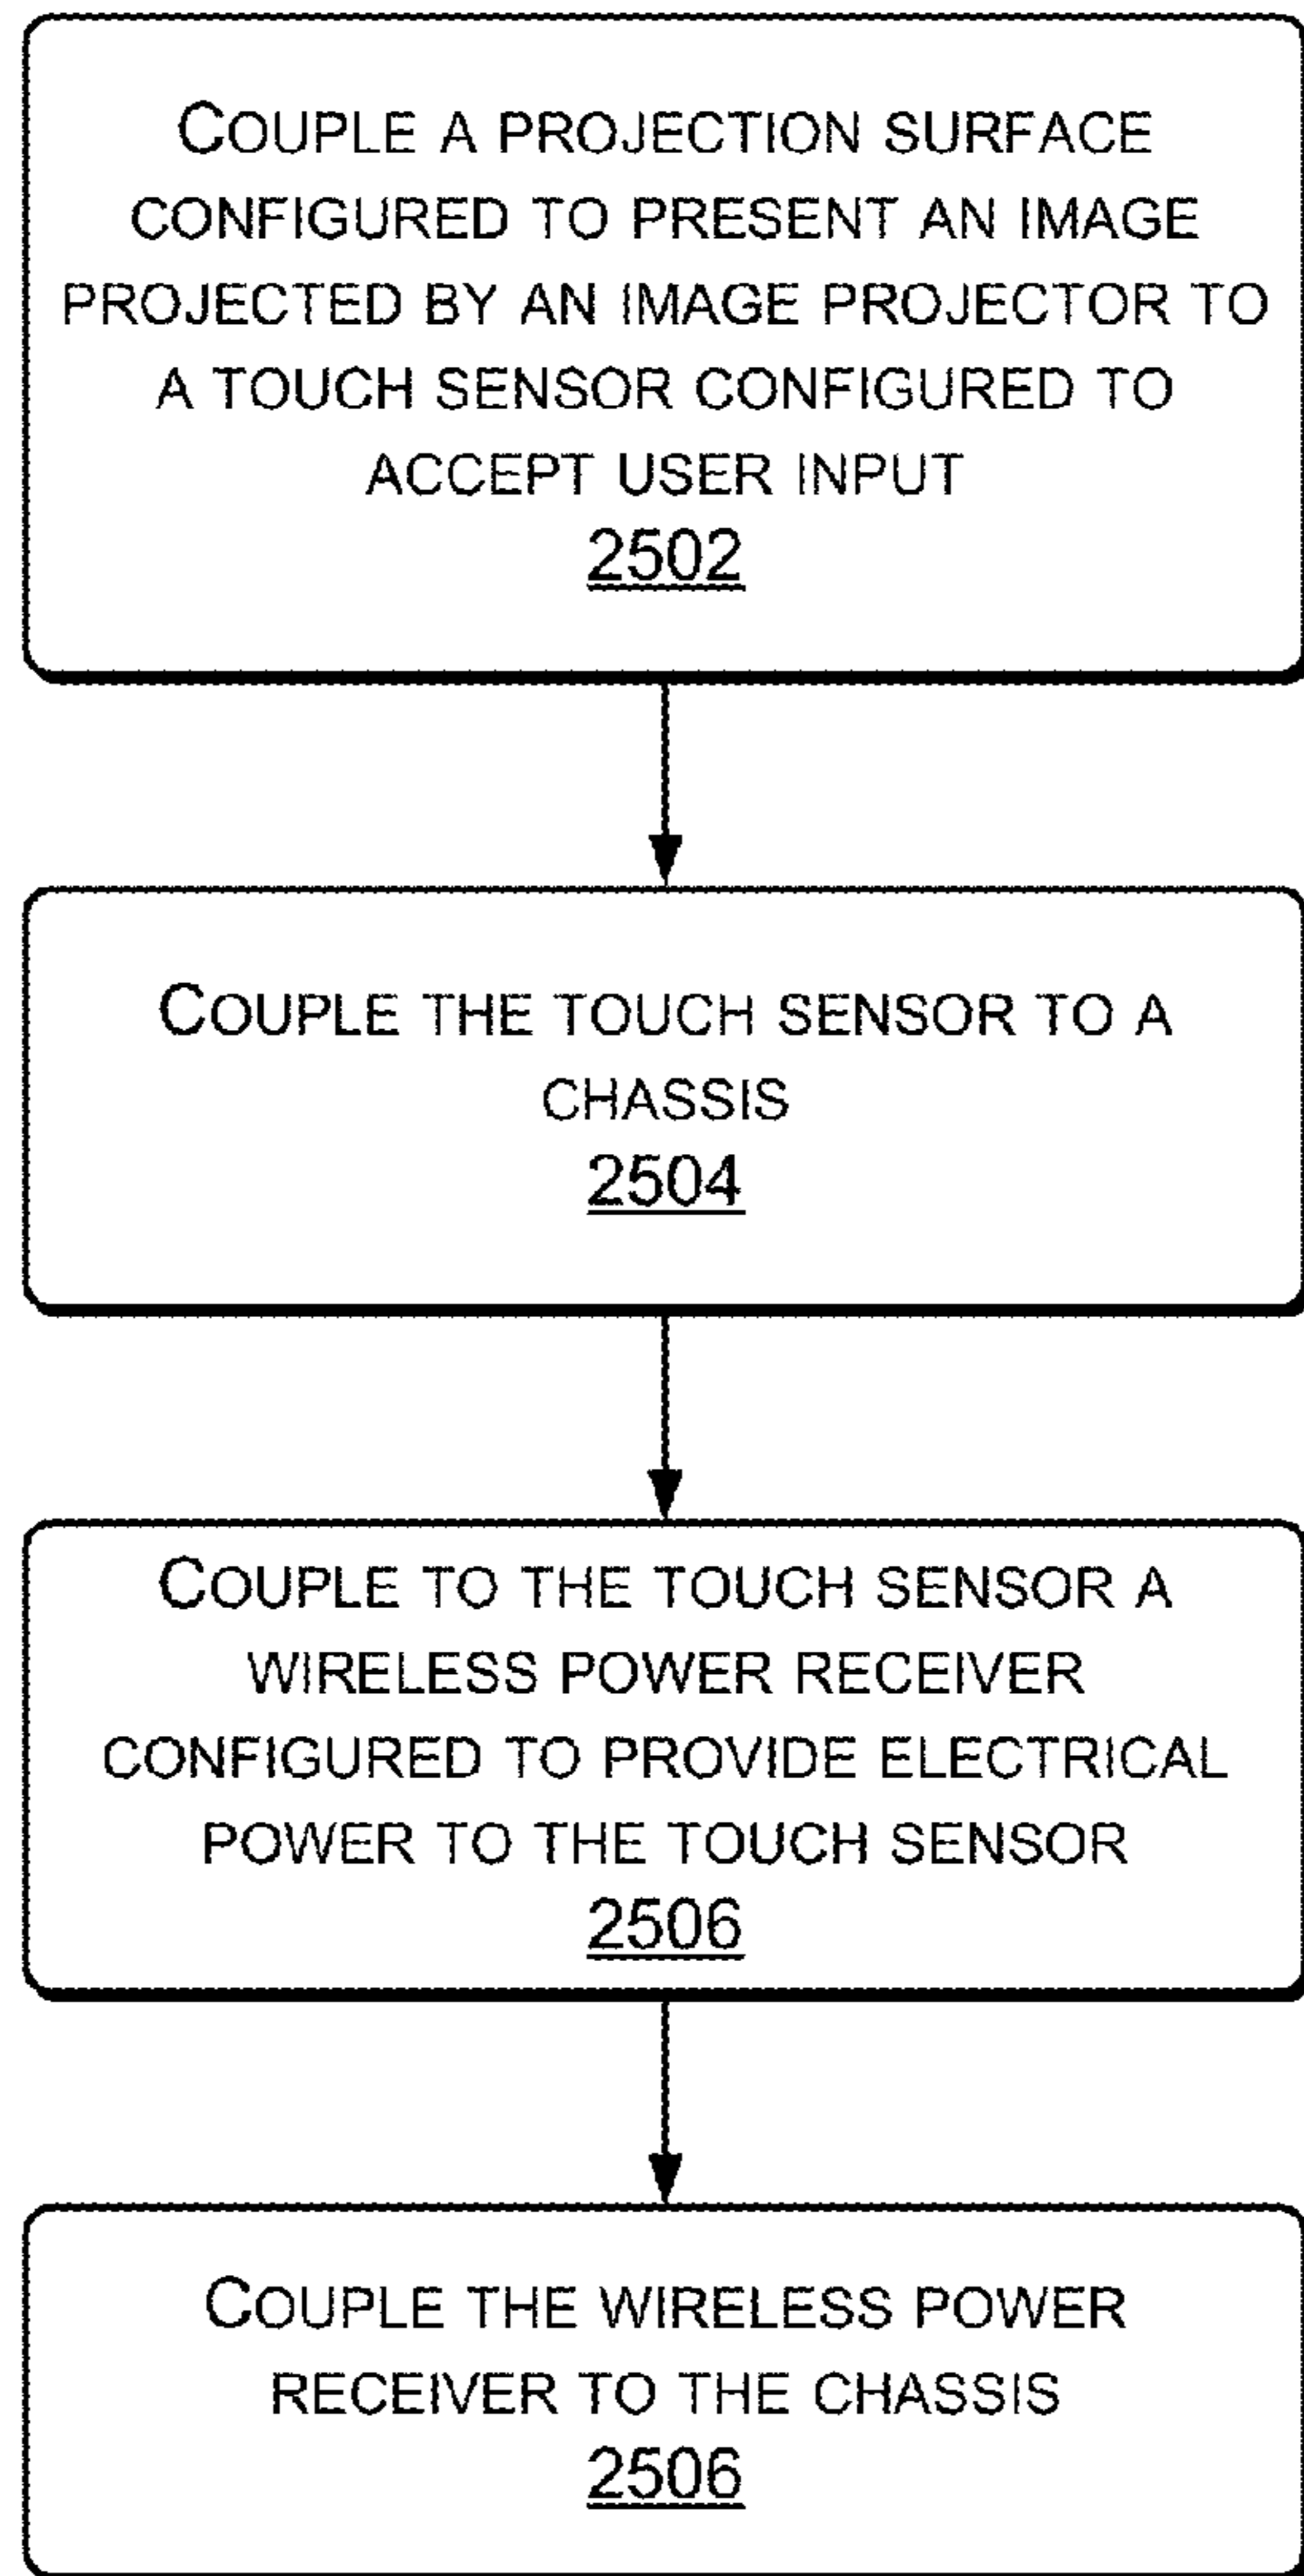 COUPLE A PROJECTION SURFACE
CONFIGURED TO PRESENT AN IMAGE
PROJECTED BY AN IMAGE PROJECTOR TO
A TOUCH SENSOR CONFIGURED TO
ACCEPT USER INPUT
2502
COUPLE THE TOUCH SENSOR TO A
CHASSIS
2504
COUPLE TO THE TOUCH SENSOR A
WIRELESS POWER RECEIVER
CONFIGURED TO PROVIDE ELECTRICAL
POWER TO THE TOUCH SENSOR
2506
COUPLE THE WIRELESS POWER
RECEIVER TO THE CHASSIS
2506